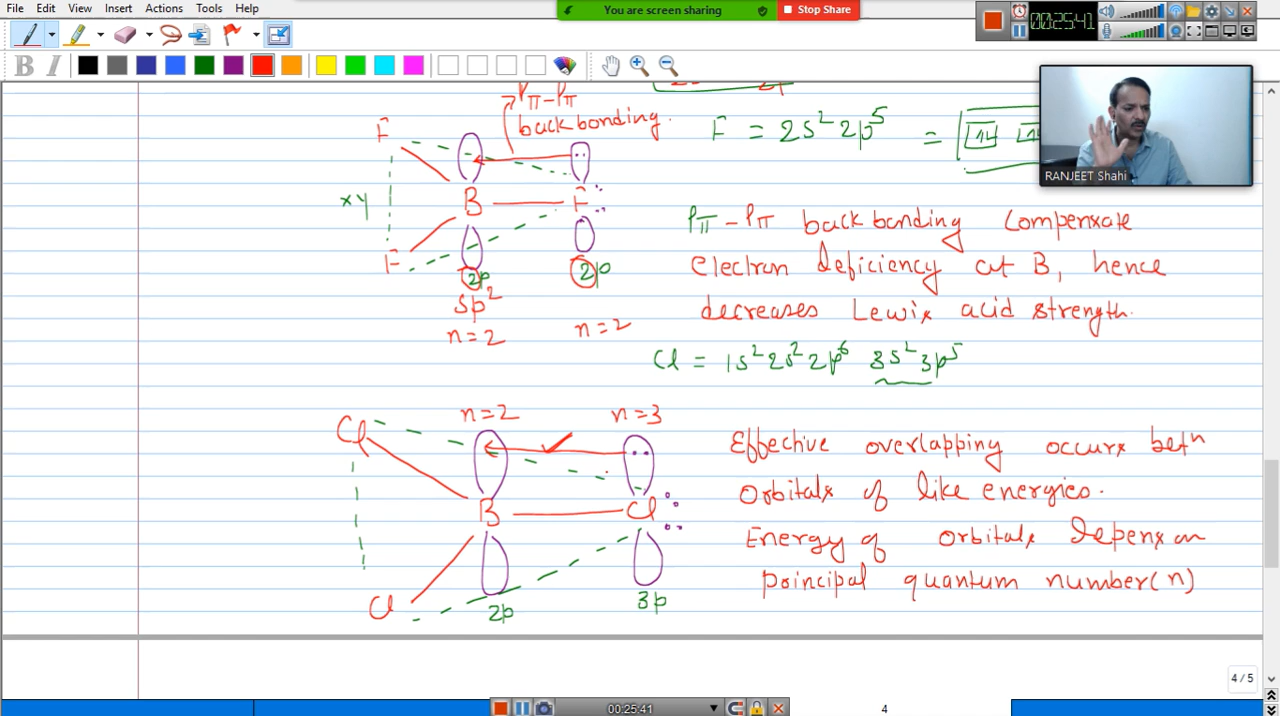 File Edit View Insert Actions Tools Help
You are screen sharing
Stop Share
00:25:41
RANJEET Shahi
Pπ-Pπ
back bonding.
F = 2s² 2p⁵
=
F
xy
B F
F
2p 2p
sp²
n=2
n=2
Pπ-Pπ back bonding compensate
electron deficiency at B, hence
decreases Lewis acid strength.
Cl = 1s² 2s² 2p⁶ 3s² 3p⁵
n=2 n=3
Cl
B Cl
Cl
2p 3p
Effective overlapping occurs betⁿ
Orbitals of like energies.
Energy of orbitals depends on
principal quantum number(n)
4 / 5
00:25:41
4